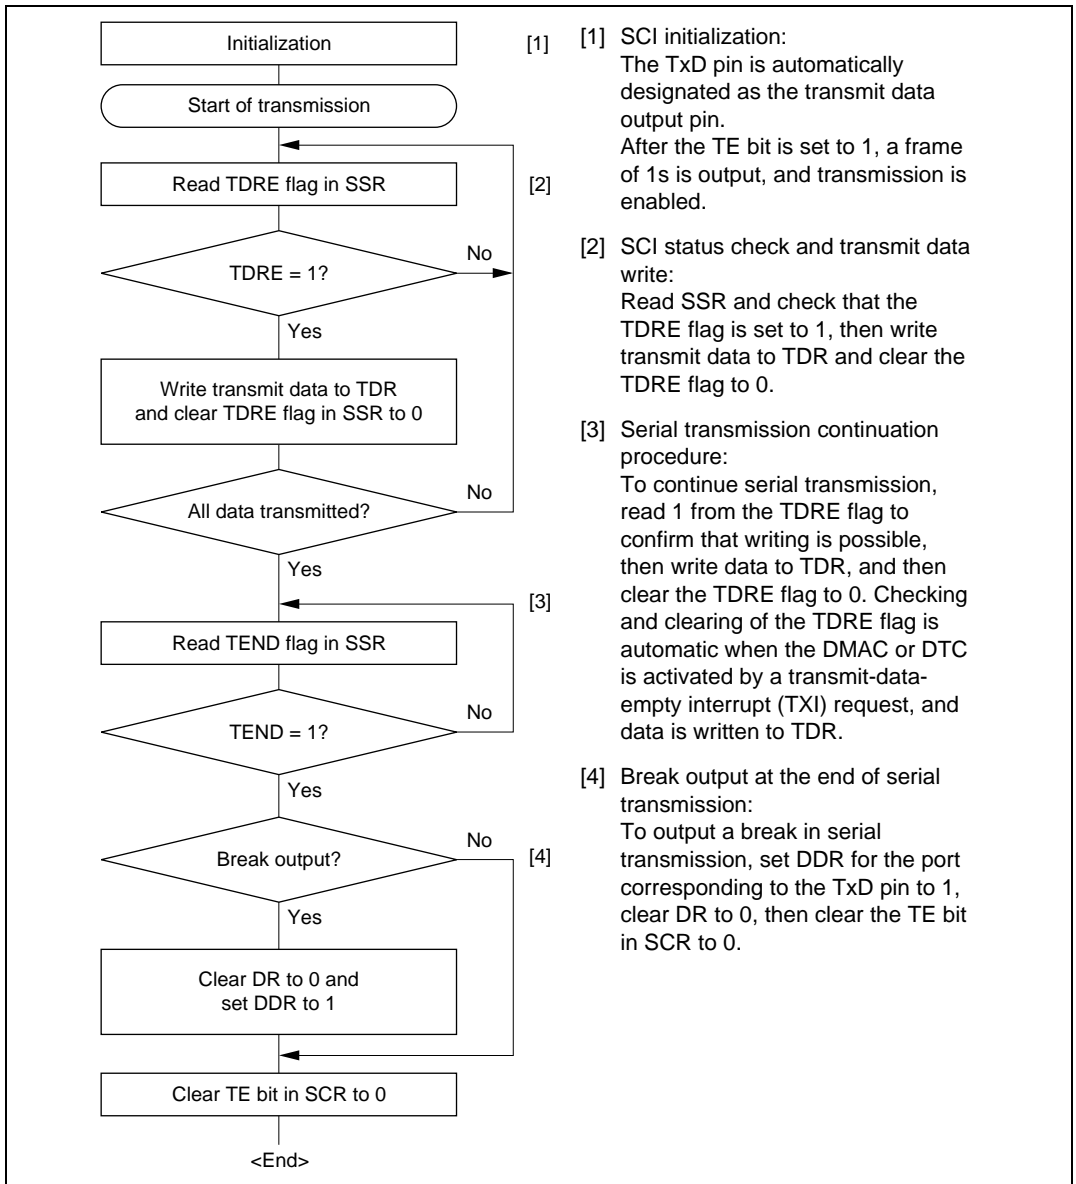 Initialization
[1]
Start of transmission
Read TDRE flag in SSR
[2]
TDRE = 1?
No
Yes
Write transmit data to TDR
and clear TDRE flag in SSR to 0
All data transmitted?
No
Yes
[3]
Read TEND flag in SSR
TEND = 1?
No
Yes
Break output?
No
[4]
Yes
Clear DR to 0 and
set DDR to 1
Clear TE bit in SCR to 0
<End>
[1] SCI initialization:
The TxD pin is automatically
designated as the transmit data
output pin.
After the TE bit is set to 1, a frame
of 1s is output, and transmission is
enabled.
[2] SCI status check and transmit data
write:
Read SSR and check that the
TDRE flag is set to 1, then write
transmit data to TDR and clear the
TDRE flag to 0.
[3] Serial transmission continuation
procedure:
To continue serial transmission,
read 1 from the TDRE flag to
confirm that writing is possible,
then write data to TDR, and then
clear the TDRE flag to 0. Checking
and clearing of the TDRE flag is
automatic when the DMAC or DTC
is activated by a transmit-data-
empty interrupt (TXI) request, and
data is written to TDR.
[4] Break output at the end of serial
transmission:
To output a break in serial
transmission, set DDR for the port
corresponding to the TxD pin to 1,
clear DR to 0, then clear the TE bit
in SCR to 0.